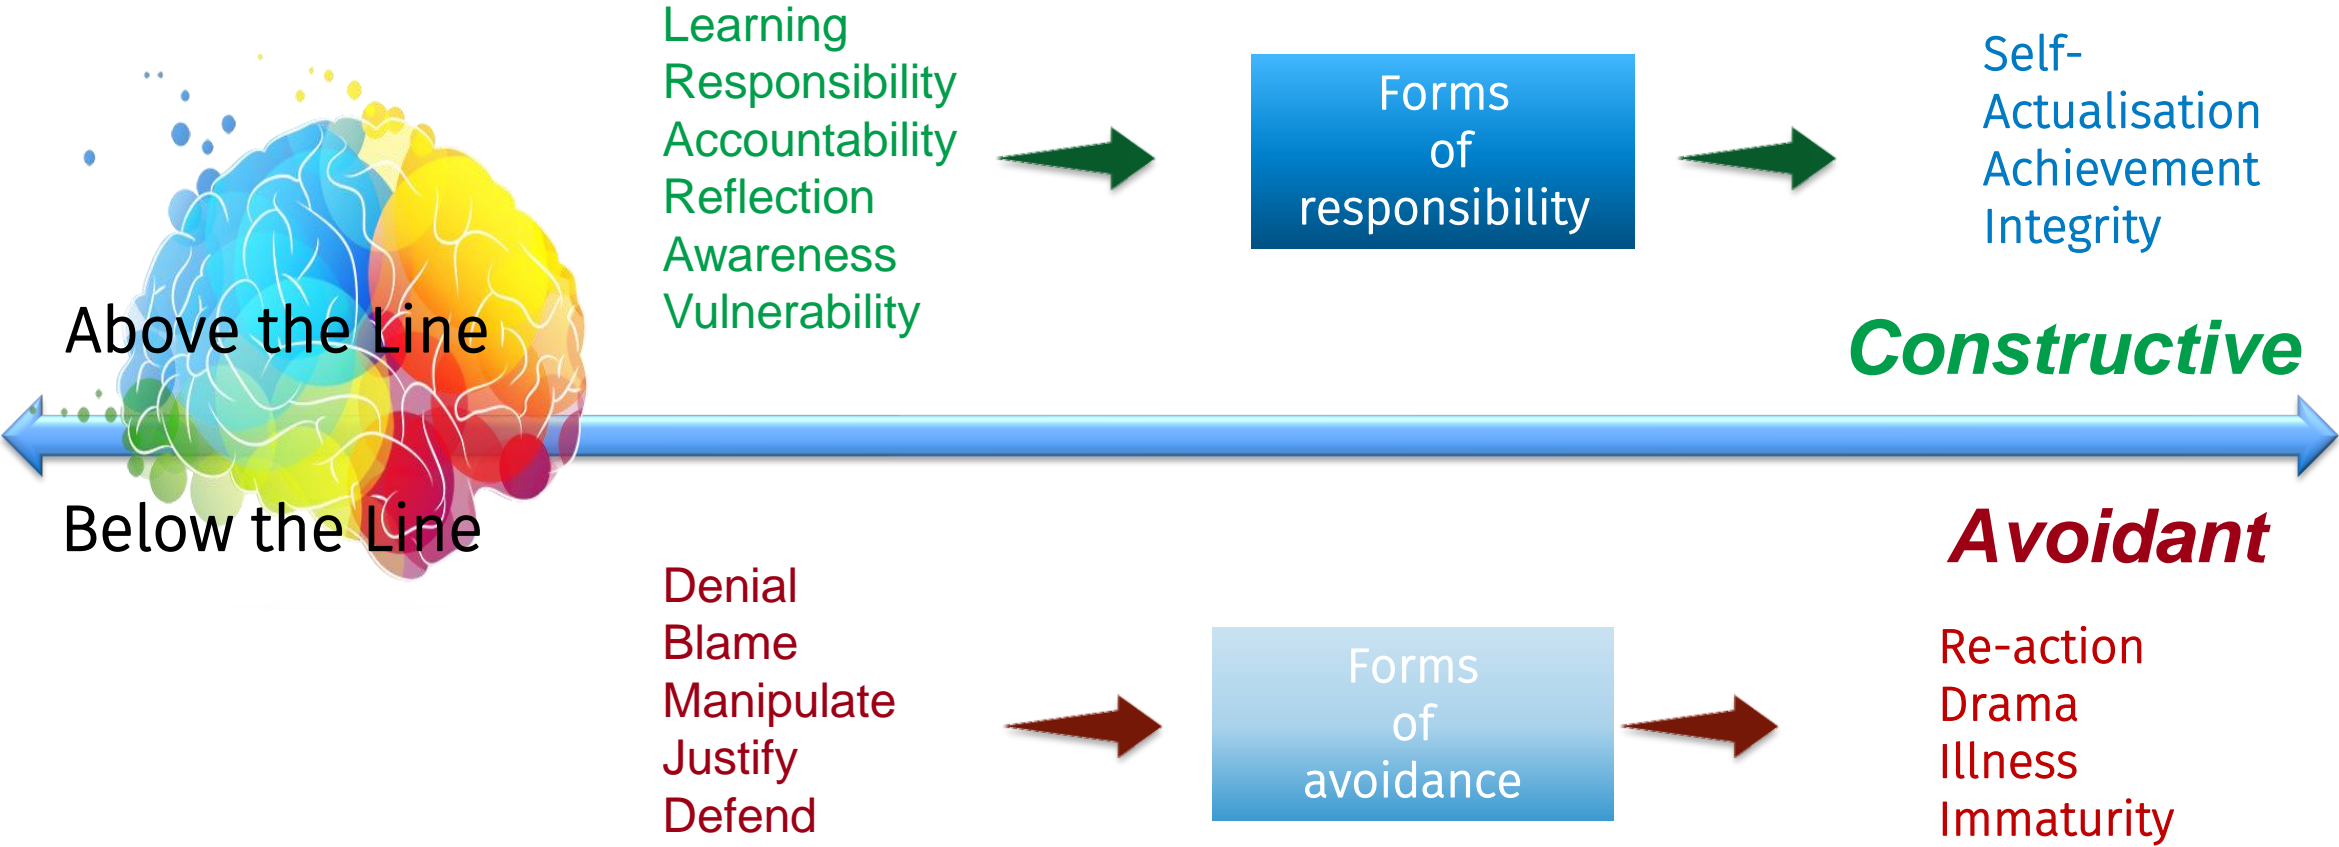 Learning
Responsibility
Accountability
Reflection
Awareness
Vulnerability
Forms
of
responsibility
Self-
Actualisation
Achievement
Integrity
Above the Line
Constructive
Below the Line
Avoidant
Denial
Blame
Manipulate
Justify
Defend
Forms
of
avoidance
Re-action
Drama
Illness
Immaturity